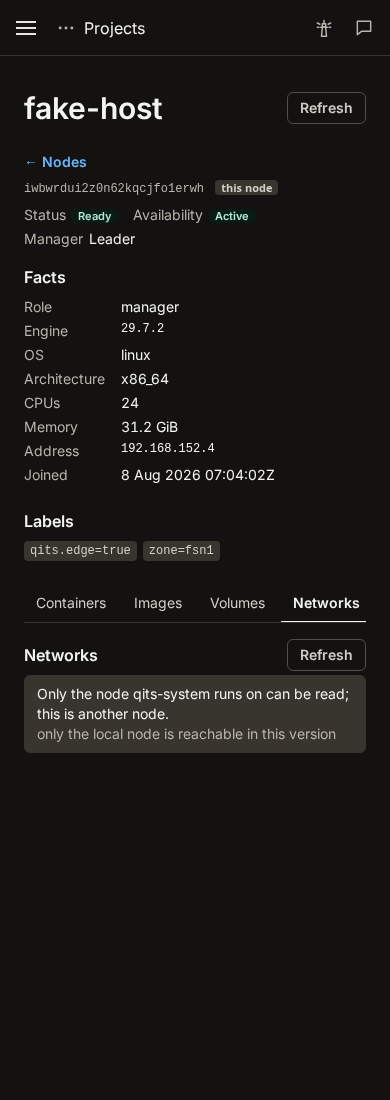 Projects
fake-host
Refresh
← Nodes
iwbwrdui2z0n62kqcjfo1erwh this node
Status Ready Availability Active
Manager Leader
Facts
Role manager
Engine 29.7.2
OS linux
Architecture x86_64
CPUs 24
Memory 31.2 GiB
Address 192.168.152.4
Joined 8 Aug 2026 07:04:02Z
Labels
qits.edge=true zone=fsn1
Containers Images Volumes Networks
Networks Refresh
Only the node qits-system runs on can be read;
this is another node.
only the local node is reachable in this version